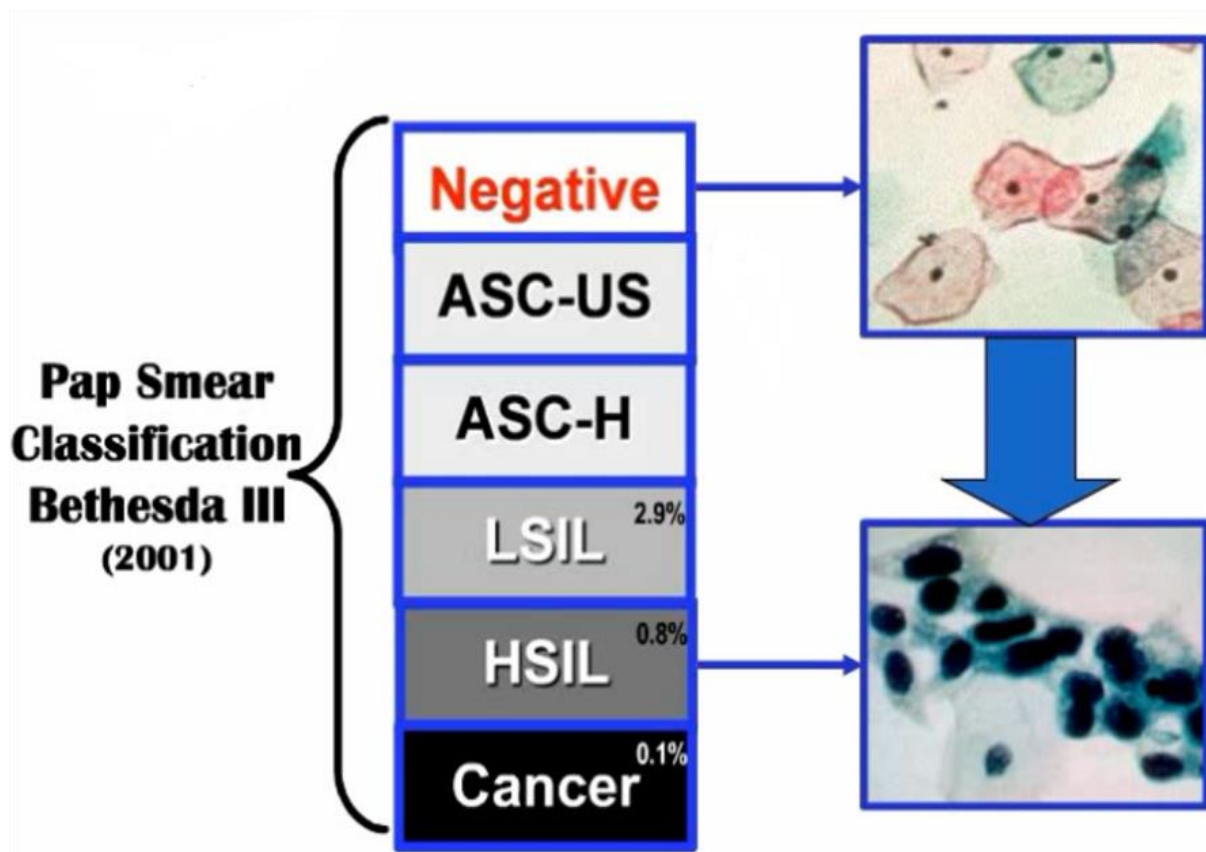 Pap Smear
Classification
Bethesda III
(2001)
Negative
ASC-US
ASC-H
2.9%
LSIL
0.8%
HSIL
0.1%
Cancer